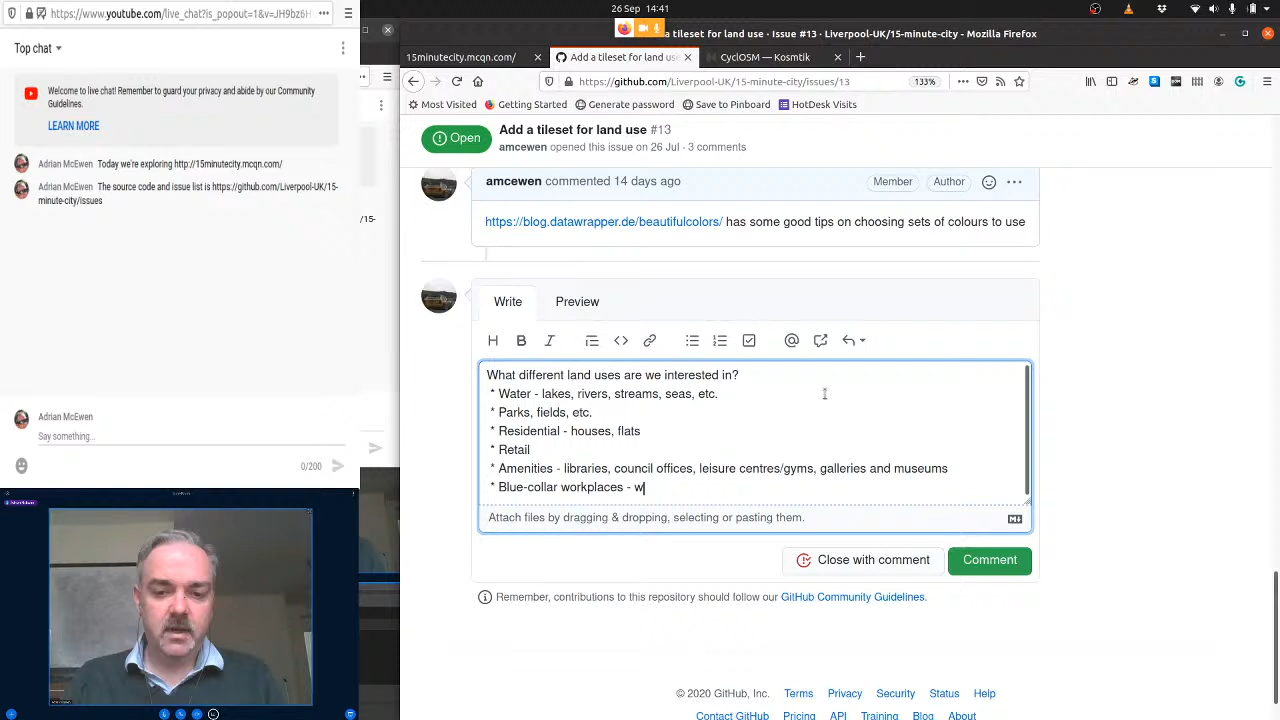 26 Sep 14:41
https://www.youtube.com/live_chat?is_popout=1&v=JH9bz6H
Top chat
Welcome to live chat! Remember to guard your privacy and abide by our Community
Guidelines.
LEARN MORE
Adrian McEwen Today we're exploring http://15minutecity.mcqn.com/
Adrian McEwen The source code and issue list is https://github.com/Liverpool-UK/15-
minute-city/issues
Adrian McEwen
Say something...
0/200
/15-
a tileset for land use · Issue #13 · Liverpool-UK/15-minute-city - Mozilla Firefox
15minutecity.mcqn.com/
Add a tileset for land use
CyclOSM — Kosmtik
https://github.com/Liverpool-UK/15-minute-city/issues/13
133%
Most Visited
Getting Started
Generate password
Save to Pinboard
HotDesk Visits
Open
Add a tileset for land use #13
amcewen opened this issue on 26 Jul · 3 comments
amcewen commented 14 days ago
Member
Author
https://blog.datawrapper.de/beautifulcolors/ has some good tips on choosing sets of colours to use
Write
Preview
What different land uses are we interested in?
* Water - lakes, rivers, streams, seas, etc.
* Parks, fields, etc.
* Residential - houses, flats
* Retail
* Amenities - libraries, council offices, leisure centres/gyms, galleries and museums
* Blue-collar workplaces - w
Attach files by dragging & dropping, selecting or pasting them.
Close with comment
Comment
Remember, contributions to this repository should follow our GitHub Community Guidelines.
© 2020 GitHub, Inc.
Terms
Privacy
Security
Status
Help
Contact GitHub
Pricing
API
Training
Blog
About